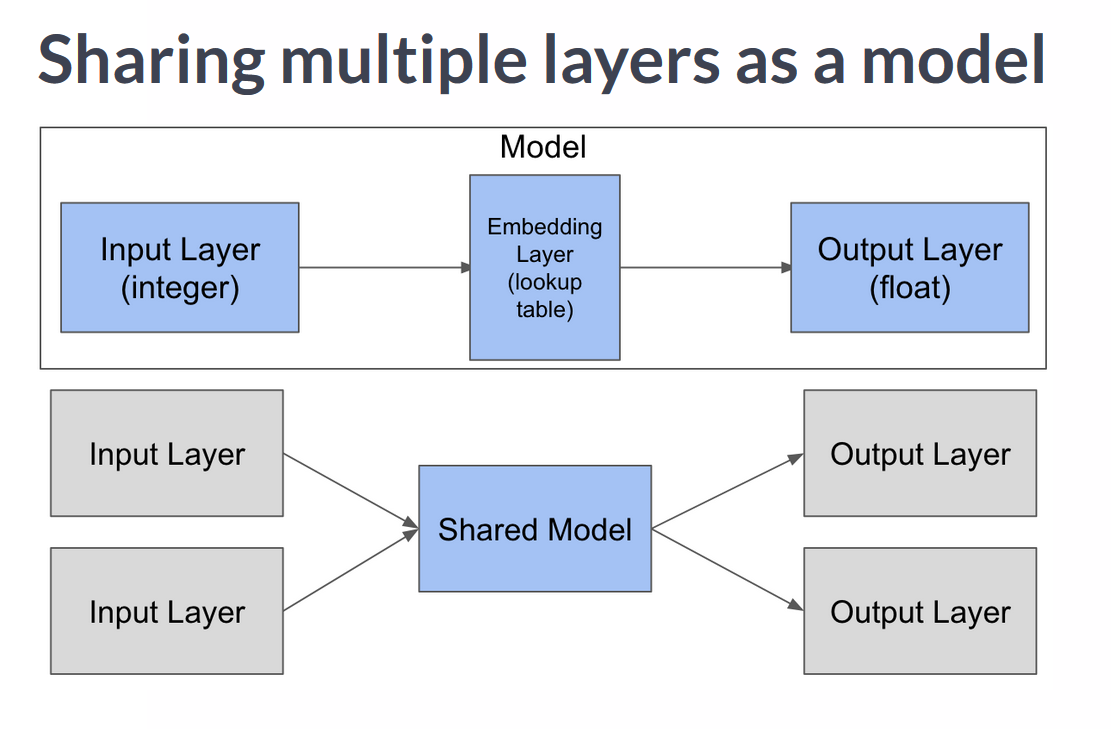 Sharing multiple layers as a model
Model
Input Layer
(integer)
Embedding
Layer
(lookup
table)
Output Layer
(float)
Input Layer
Input Layer
Shared Model
Output Layer
Output Layer